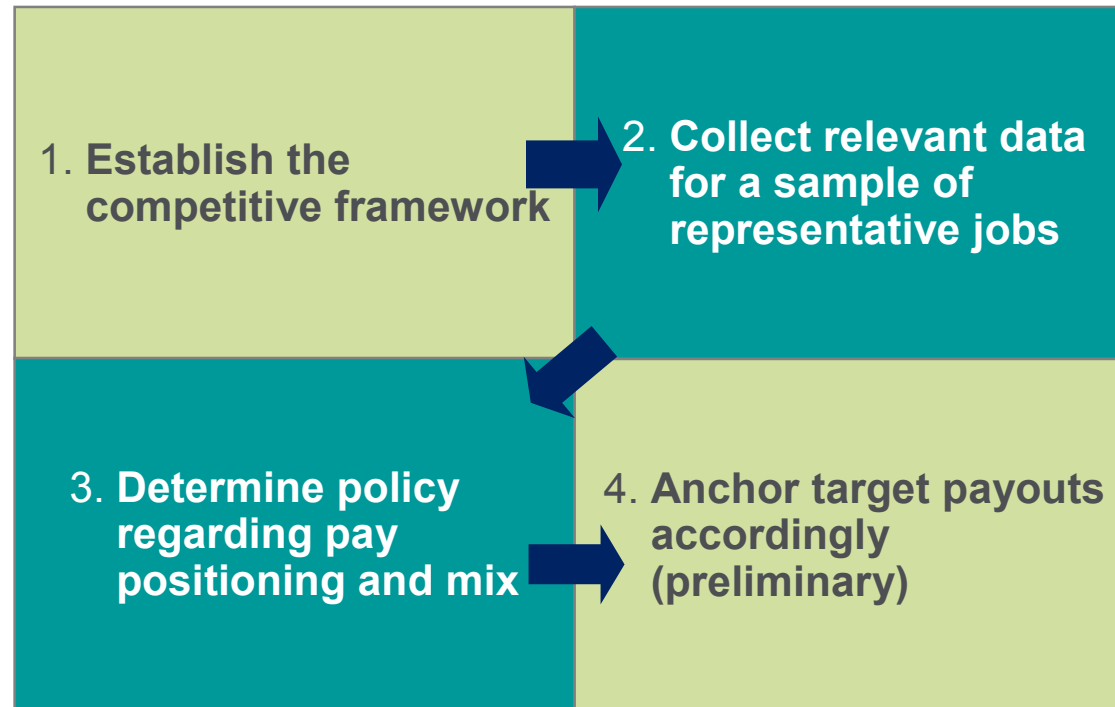 1. Establish the
competitive framework
2. Collect relevant data
for a sample of
representative jobs
3. Determine policy
regarding pay
positioning and mix
4. Anchor target payouts
accordingly
(preliminary)